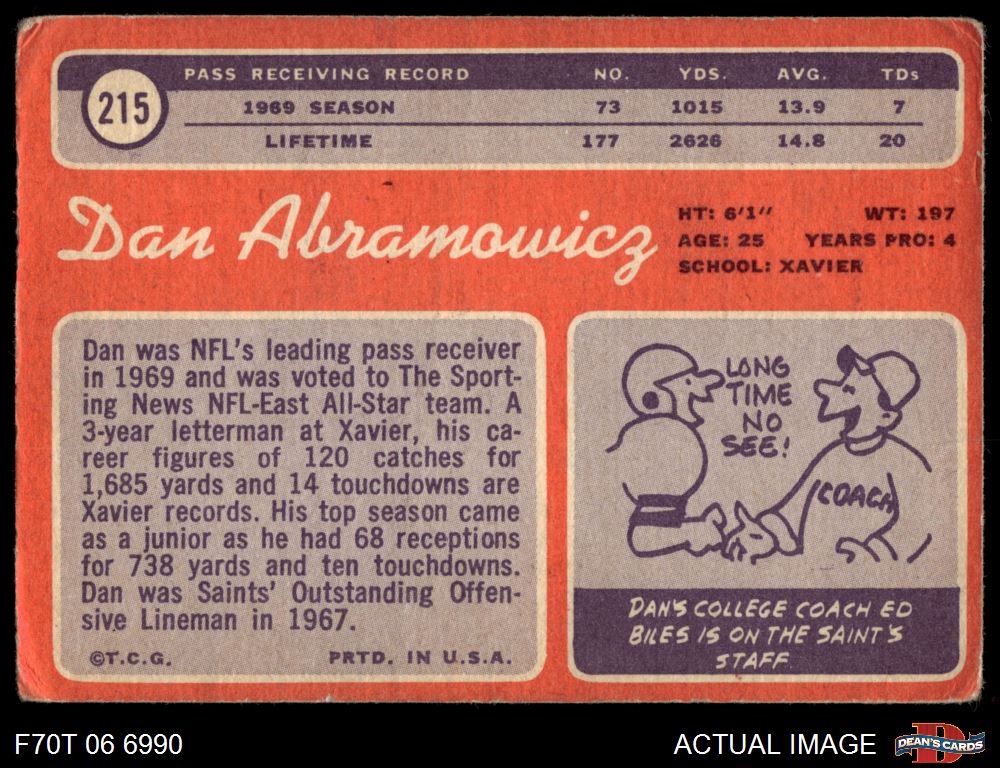 215
PASS RECEIVING RECORD NO. YDS. AVG. TDs
1969 SEASON 73 1015 13.9 7
LIFETIME 177 2626 14.8 20
Dan Abramowicz
HT: 6'1" WT: 197
AGE: 25 YEARS PRO: 4
SCHOOL: XAVIER
Dan was NFL's leading pass receiver
in 1969 and was voted to The Sport-
ing News NFL-East All-Star team. A
3-year letterman at Xavier, his ca-
reer figures of 120 catches for
1,685 yards and 14 touchdowns are
Xavier records. His top season came
as a junior as he had 68 receptions
for 738 yards and ten touchdowns.
Dan was Saints' Outstanding Offen-
sive Lineman in 1967.
©T.C.G. PRTD. IN U.S.A.
LONG
TIME
NO
SEE!
COACH
DAN'S COLLEGE COACH ED
BILES IS ON THE SAINT'S
STAFF
F70T 06 6990
ACTUAL IMAGE
D
DEAN'S CARDS